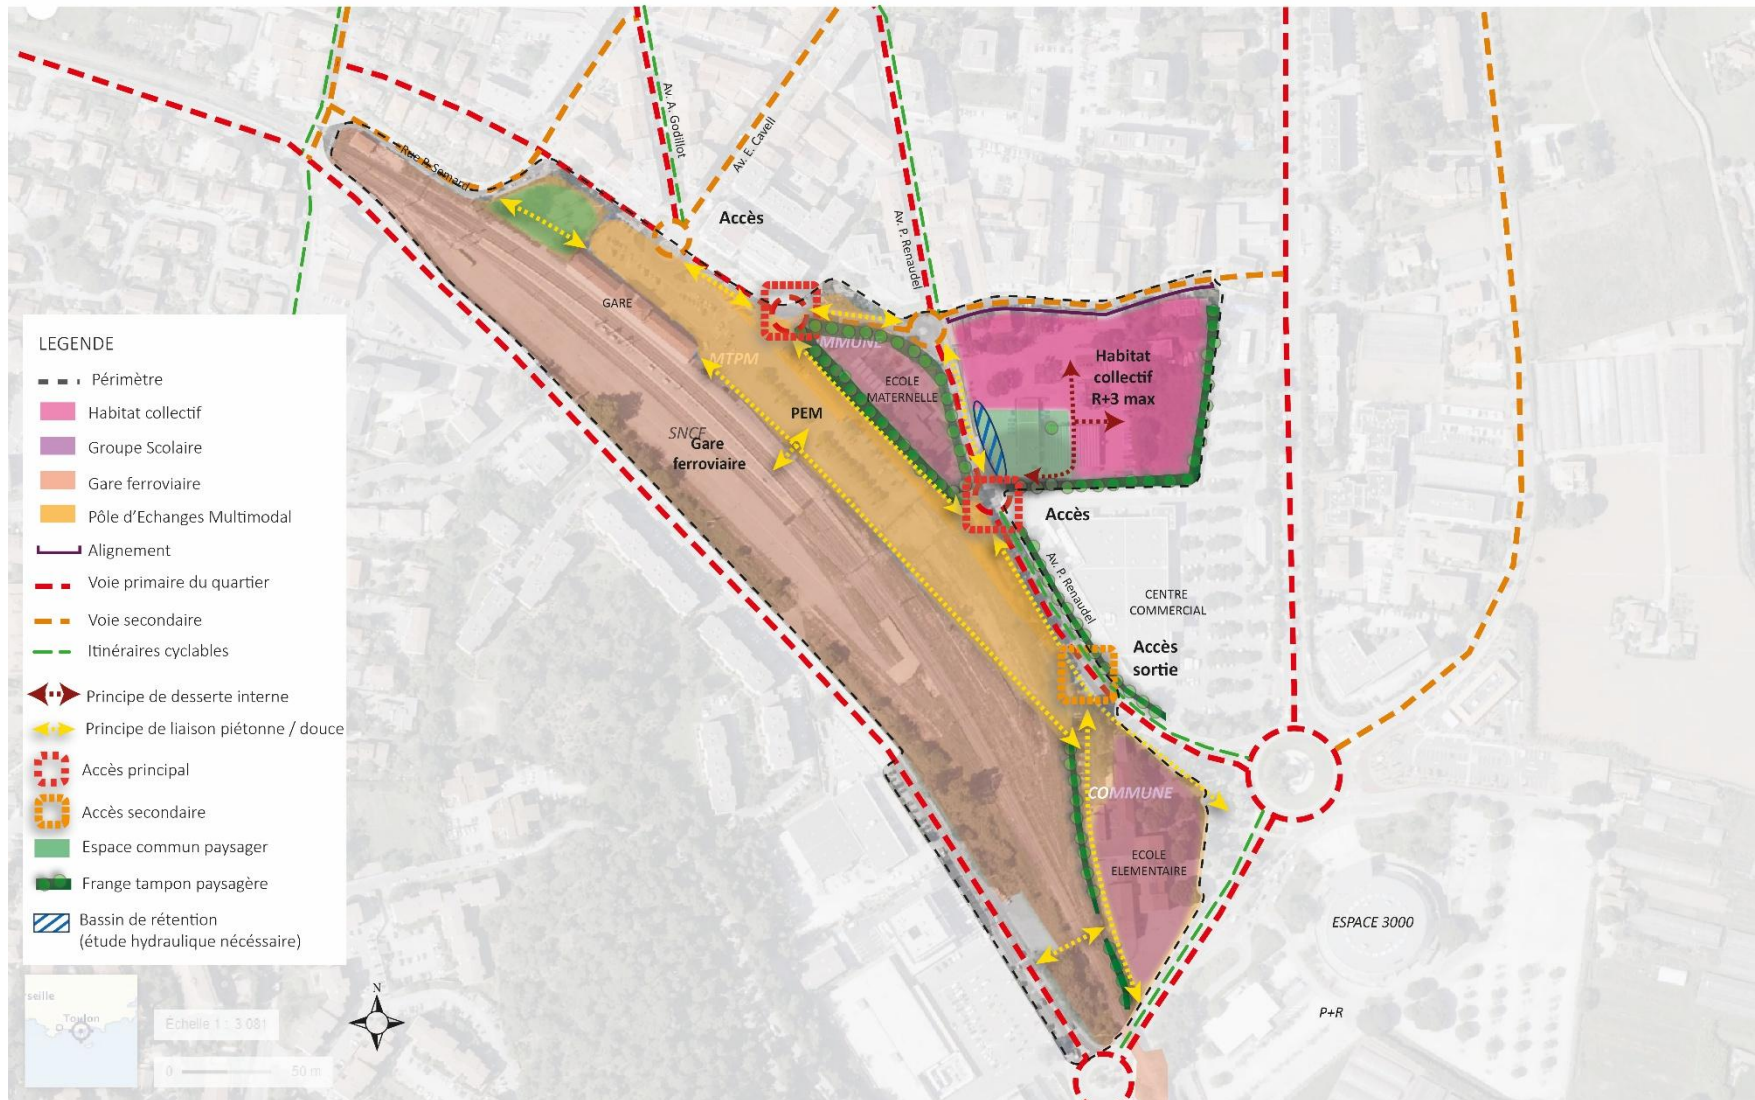 Rue P. Semard
Av. A. Godillot
Av. E. Cavell
Accès
Av. P. Renaudel
GARE
MTPM
MMUNE
ECOLE
MATERNELLE
Habitat
collectif
R+3 max
PEM
SNCF
Gare
ferroviaire
Accès
Av. P. Renaudel
CENTRE
COMMERCIAL
Accès
sortie
COMMUNE
ECOLE
ELEMENTAIRE
ESPACE 3000
P+R
LEGENDE
Périmètre
Habitat collectif
Groupe Scolaire
Gare ferroviaire
Pôle d'Echanges Multimodal
Alignement
Voie primaire du quartier
Voie secondaire
Itinéraires cyclables
Principe de desserte interne
Principe de liaison piétonne / douce
Accès principal
Accès secondaire
Espace commun paysager
Frange tampon paysagère
Bassin de rétention
(étude hydraulique nécéssaire)
seille
Toulon
Echelle 1 : 3 081
0 50 m
N